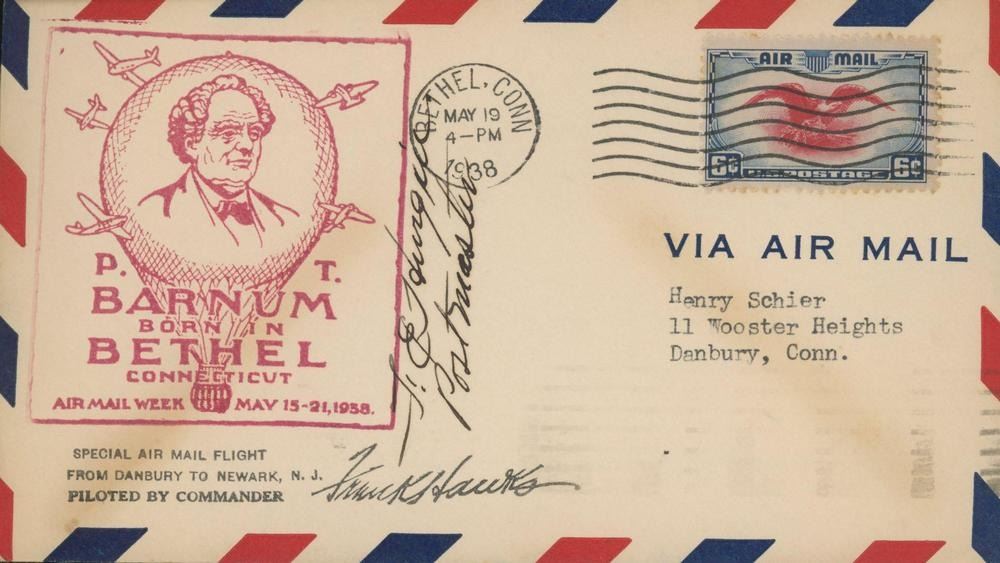 P. T.
BARNUM
BORN IN
BETHEL
CONNECTICUT
AIR MAIL WEEK MAY 15-21, 1938.
BETHEL, CONN
MAY 19
4-PM
1938
AIR MAIL
6¢ 6¢
U.S. POSTAGE
VIA AIR MAIL
Henry Schier
11 Wooster Heights
Danbury, Conn.
Postmaster
SPECIAL AIR MAIL FLIGHT
FROM DANBURY TO NEWARK, N. J.
PILOTED BY COMMANDER
Frank Hawks